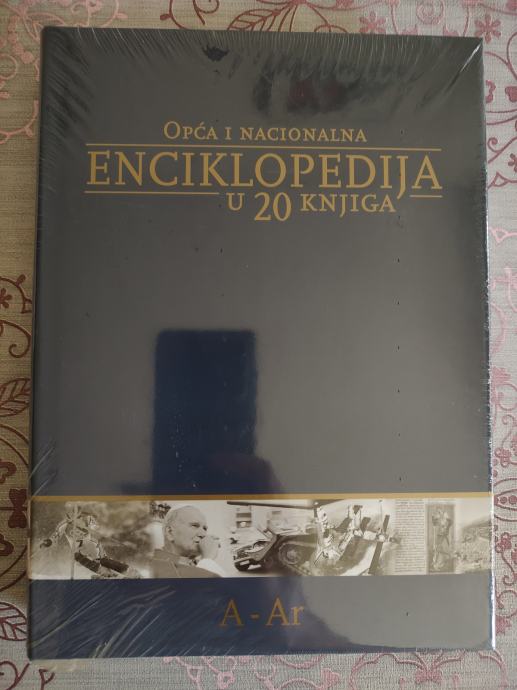 OPĆA I NACIONALNA
ENCIKLOPEDIJA
U 20 KNJIGA
A - Ar